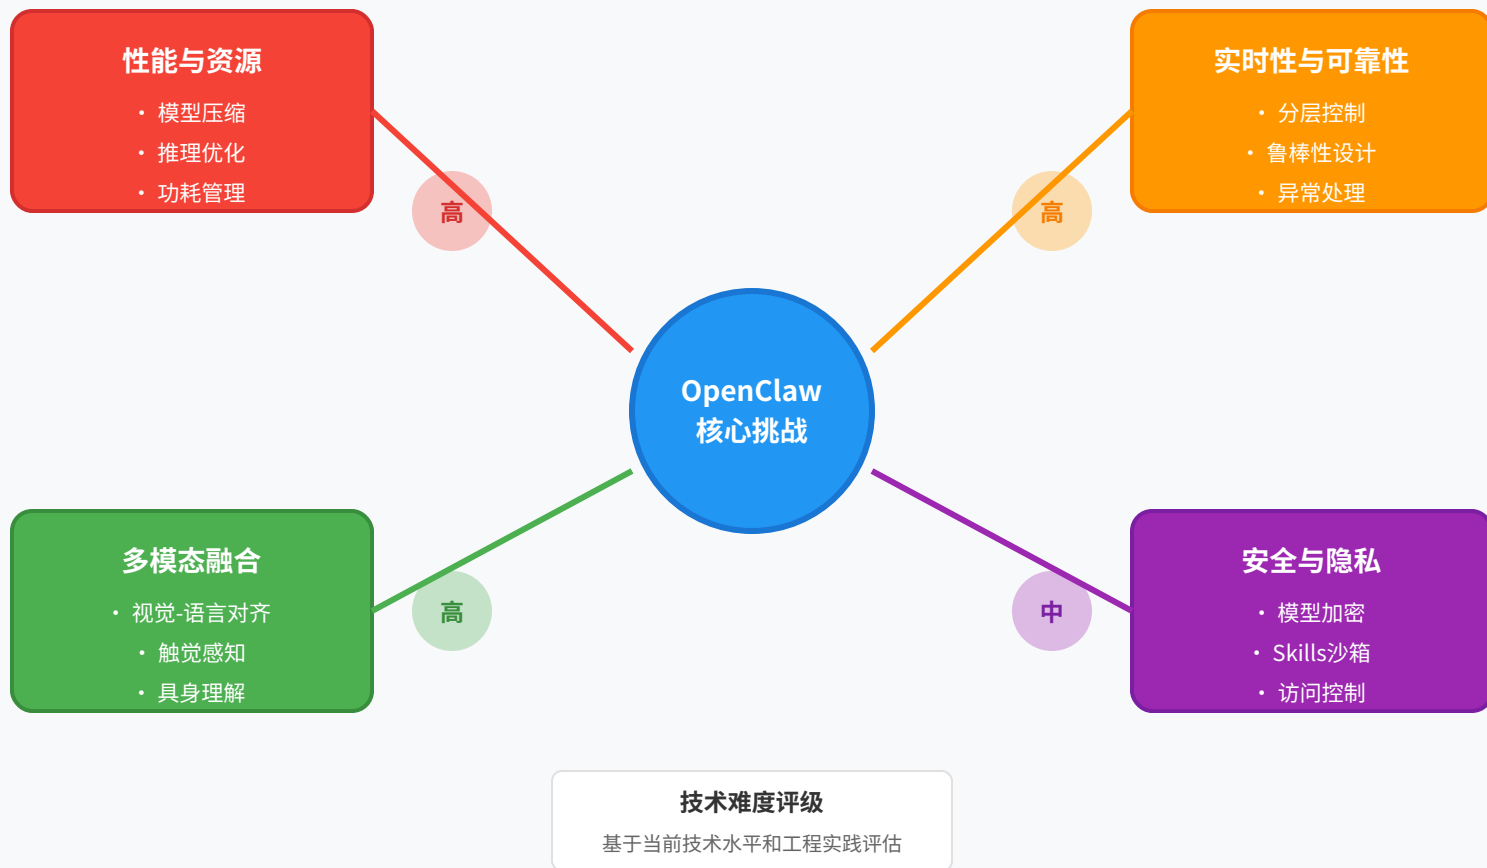 性能与资源
• 模型压缩
• 推理优化
• 功耗管理
高
实时性与可靠性
• 分层控制
• 鲁棒性设计
• 异常处理
高
OpenClaw
核心挑战
多模态融合
• 视觉-语言对齐
• 触觉感知
• 具身理解
高
安全与隐私
• 模型加密
• Skills沙箱
• 访问控制
中
技术难度评级
基于当前技术水平和工程实践评估